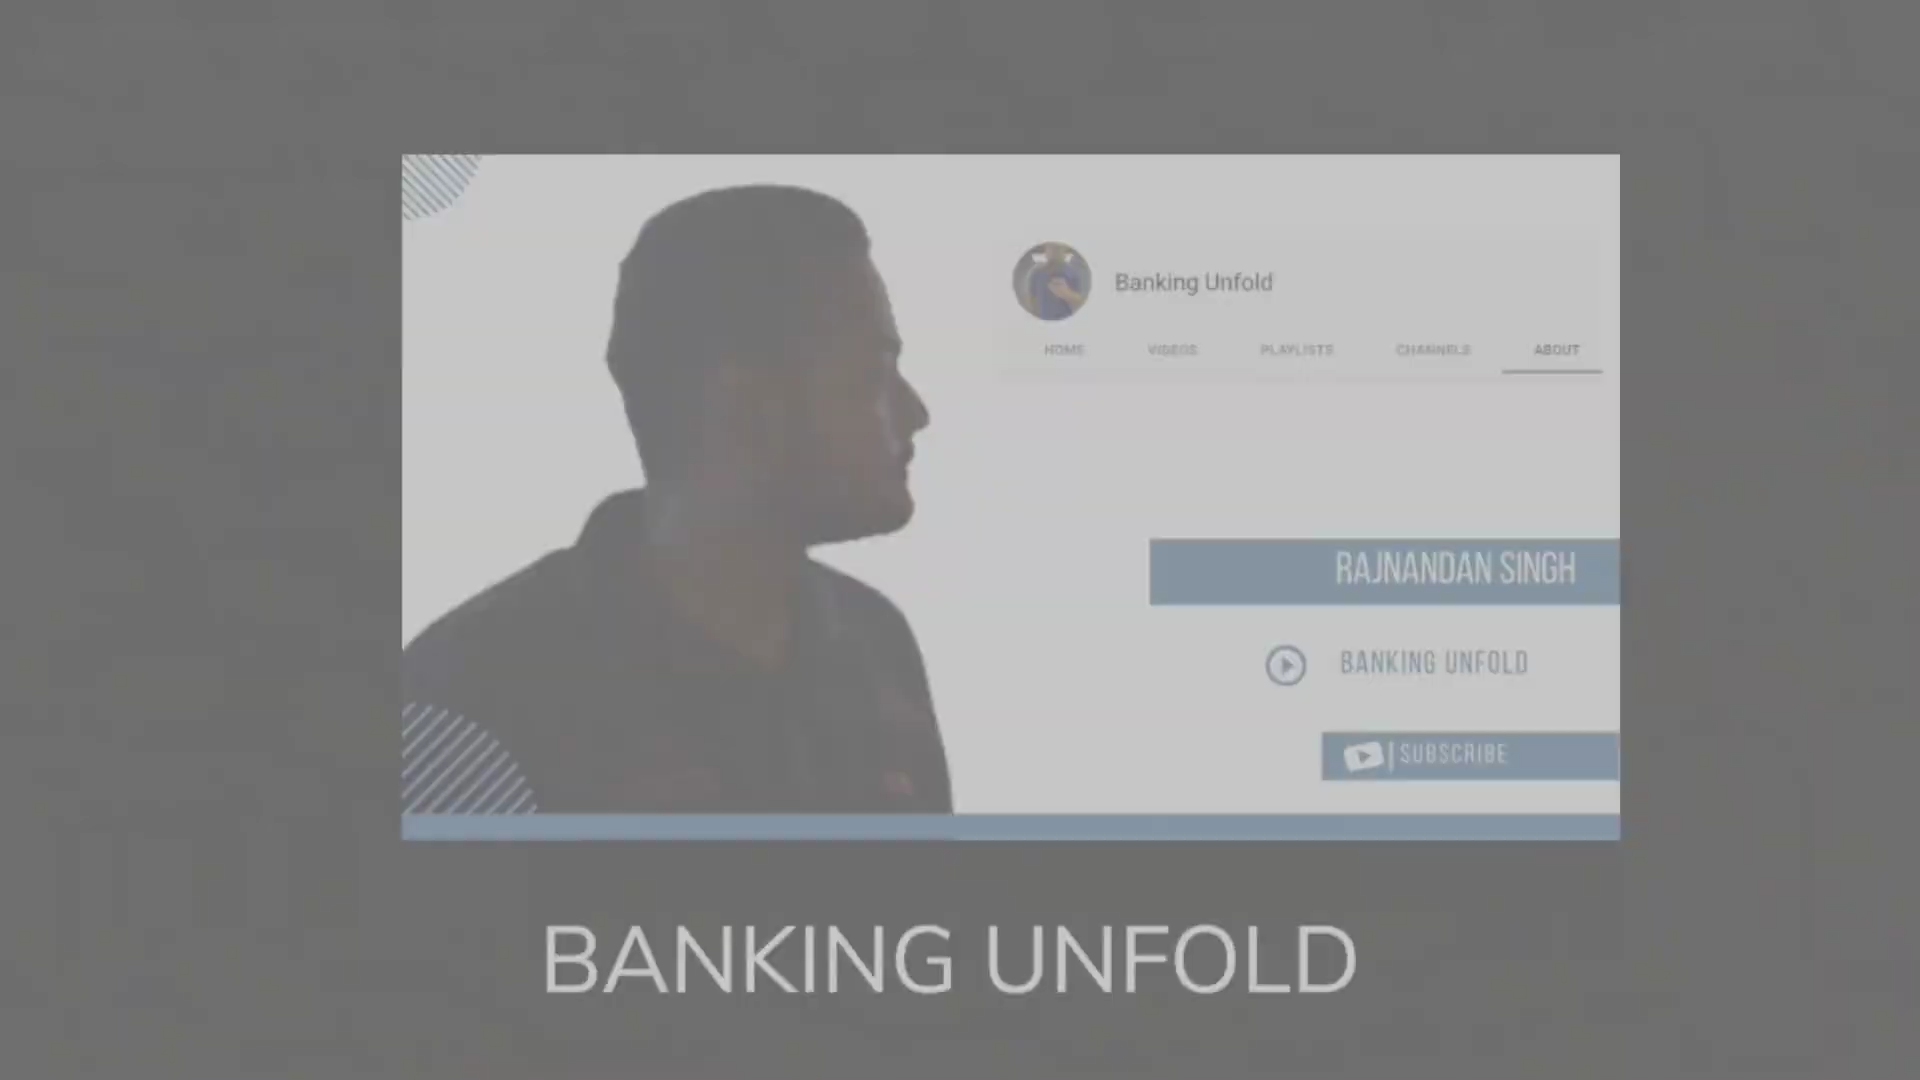 Banking Unfold
HOME VIDEOS PLAYLISTS CHANNELS ABOUT
RAJNANDAN SINGH
BANKING UNFOLD
SUBSCRIBE
BANKING UNFOLD